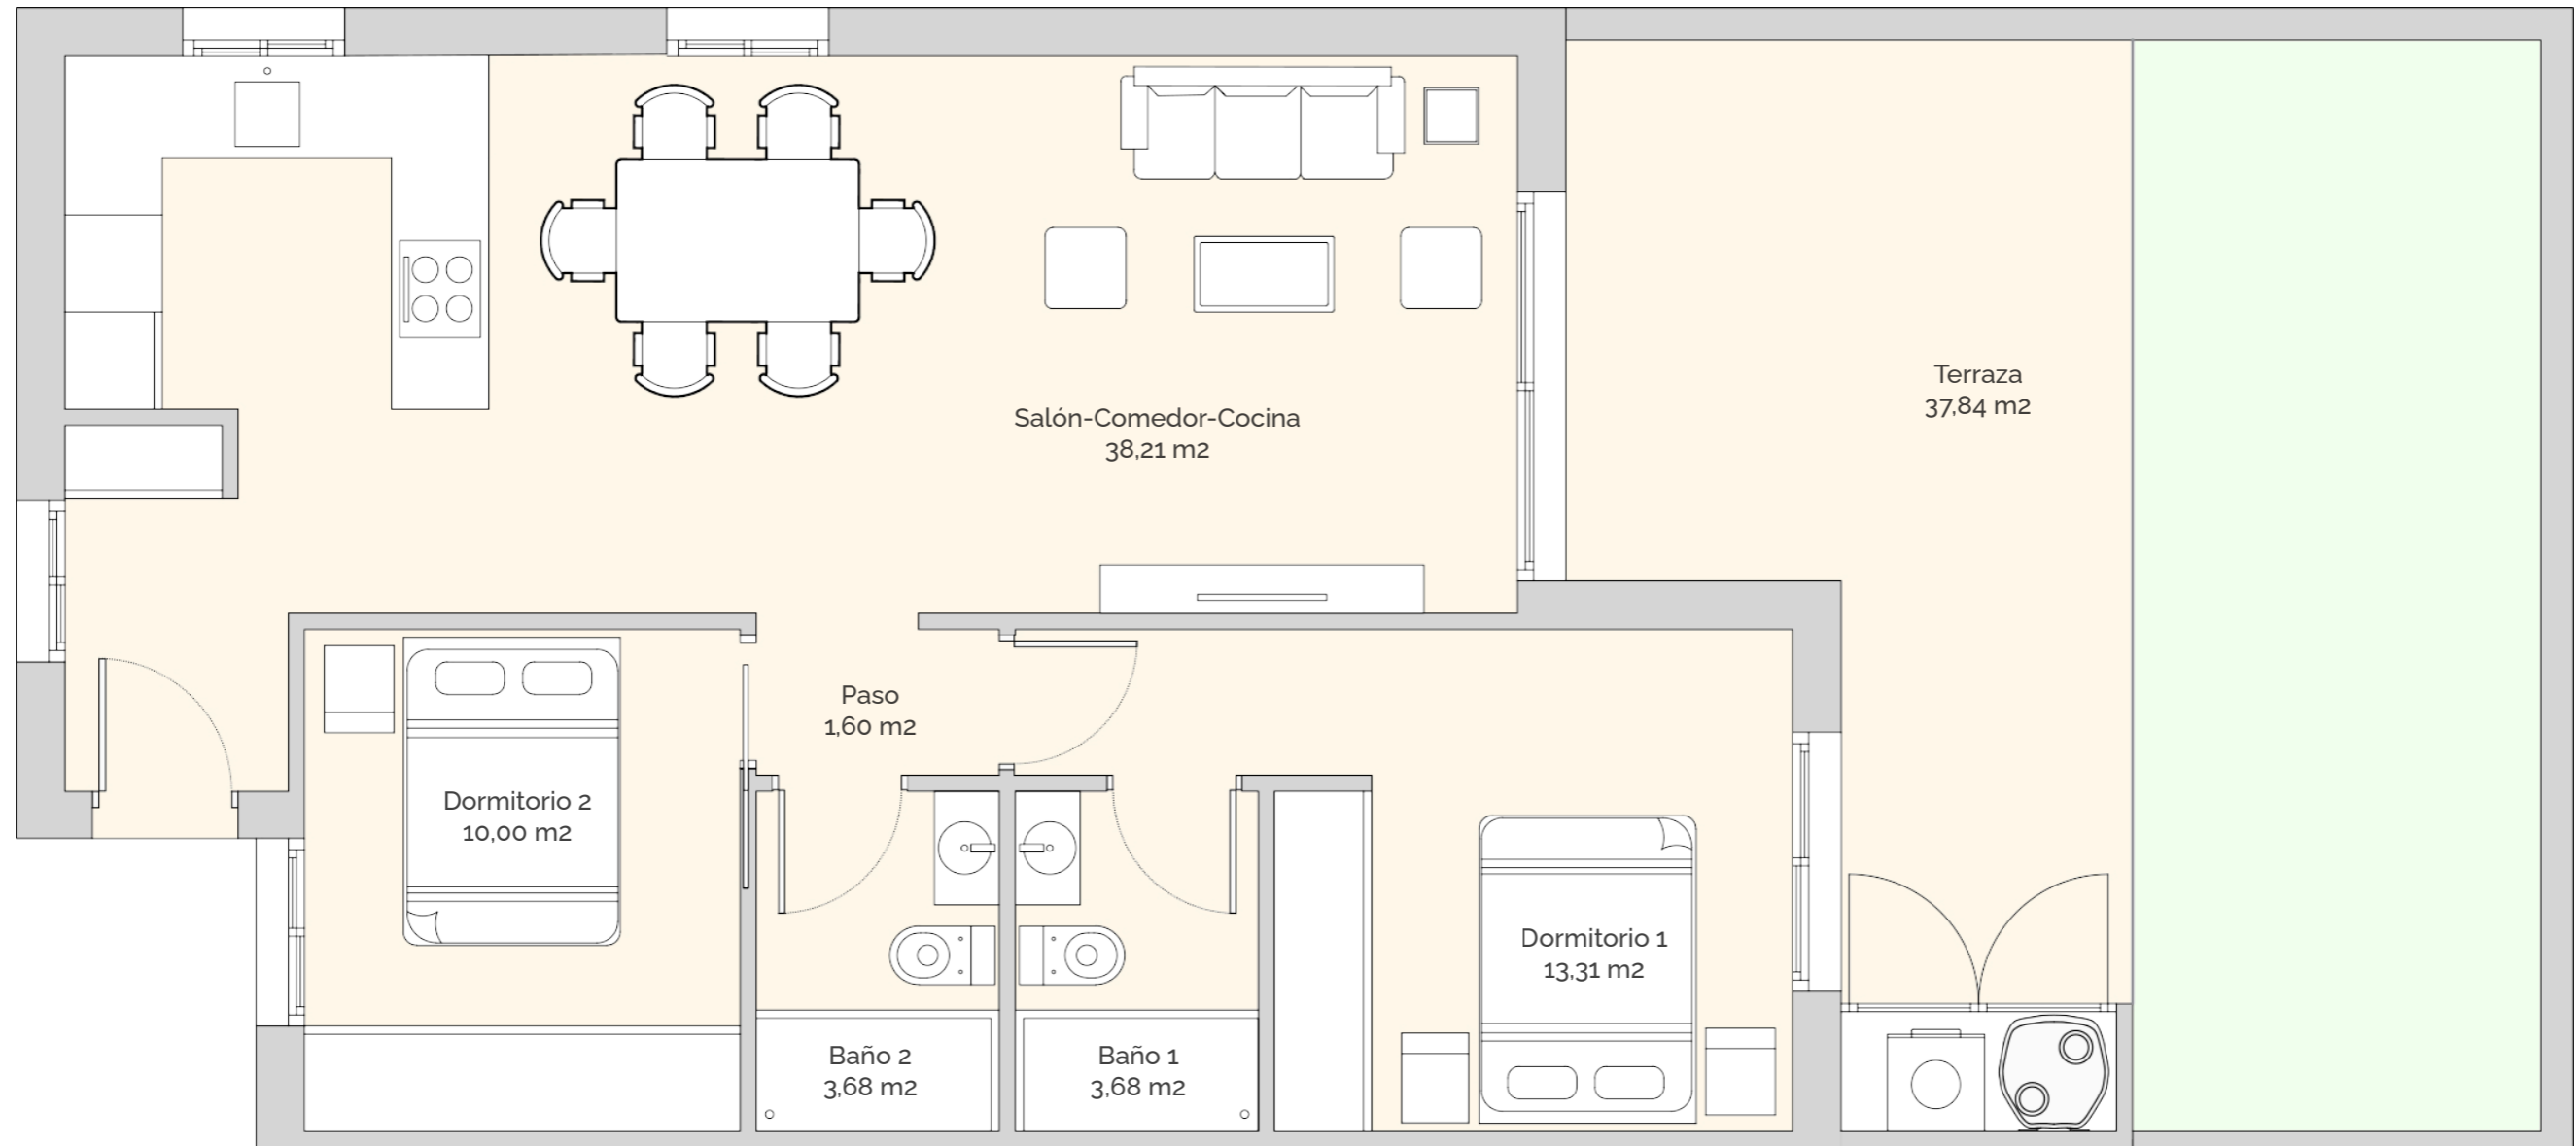 Terraza
37,84 m2
Salón-Comedor-Cocina
38,21 m2
Paso
1,60 m2
Dormitorio 2
10,00 m2
Dormitorio 1
13,31 m2
Baño 2
3,68 m2
Baño 1
3,68 m2